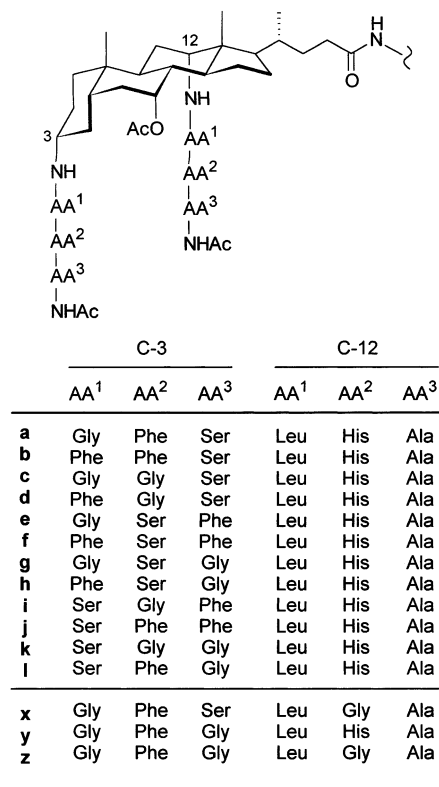 12
H
N
O
NH
AcO
3
AA1
NH
AA2
AA1
AA3
AA2
NHAc
AA3
NHAc
C-3 C-12
AA1 AA2 AA3 AA1 AA2 AA3
a Gly Phe Ser Leu His Ala
b Phe Phe Ser Leu His Ala
c Gly Gly Ser Leu His Ala
d Phe Gly Ser Leu His Ala
e Gly Ser Phe Leu His Ala
f Phe Ser Phe Leu His Ala
g Gly Ser Gly Leu His Ala
h Phe Ser Gly Leu His Ala
i Ser Gly Phe Leu His Ala
j Ser Phe Phe Leu His Ala
k Ser Gly Gly Leu His Ala
l Ser Phe Gly Leu His Ala
x Gly Phe Ser Leu Gly Ala
y Gly Phe Gly Leu His Ala
z Gly Phe Gly Leu Gly Ala